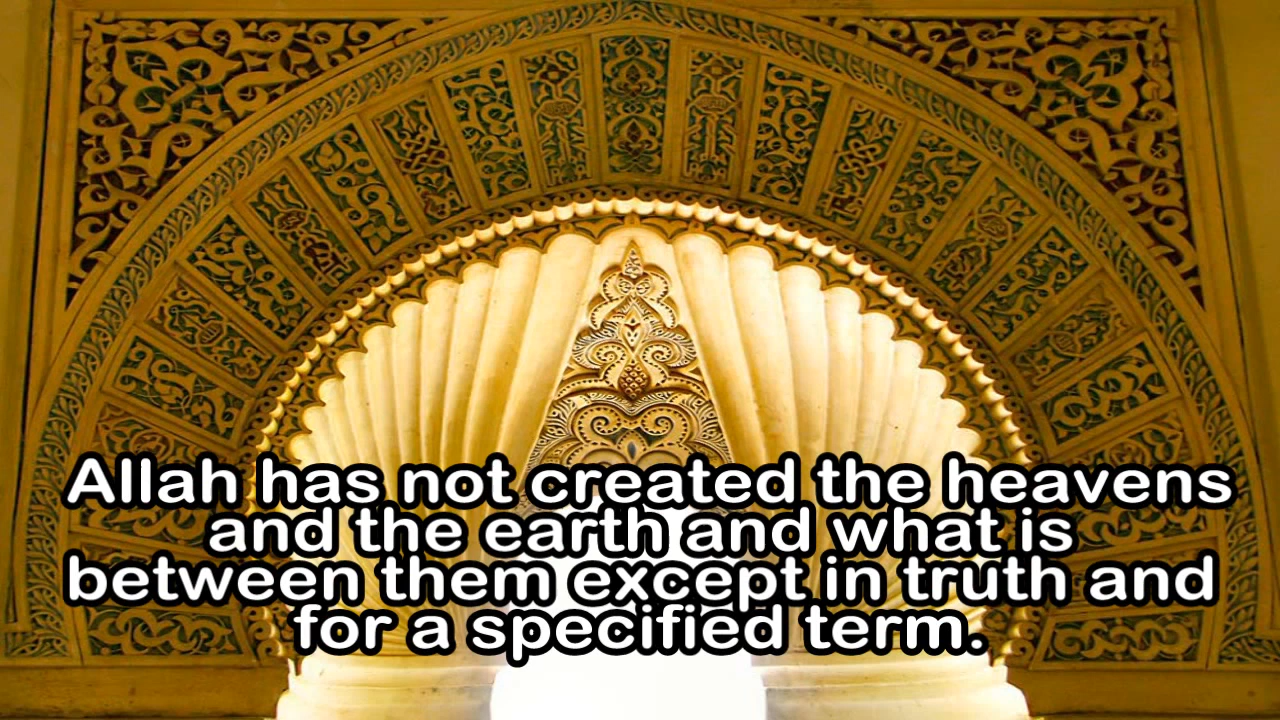 Allah has not created the heavens
and the earth and what is
between them except in truth and
for a specified term.